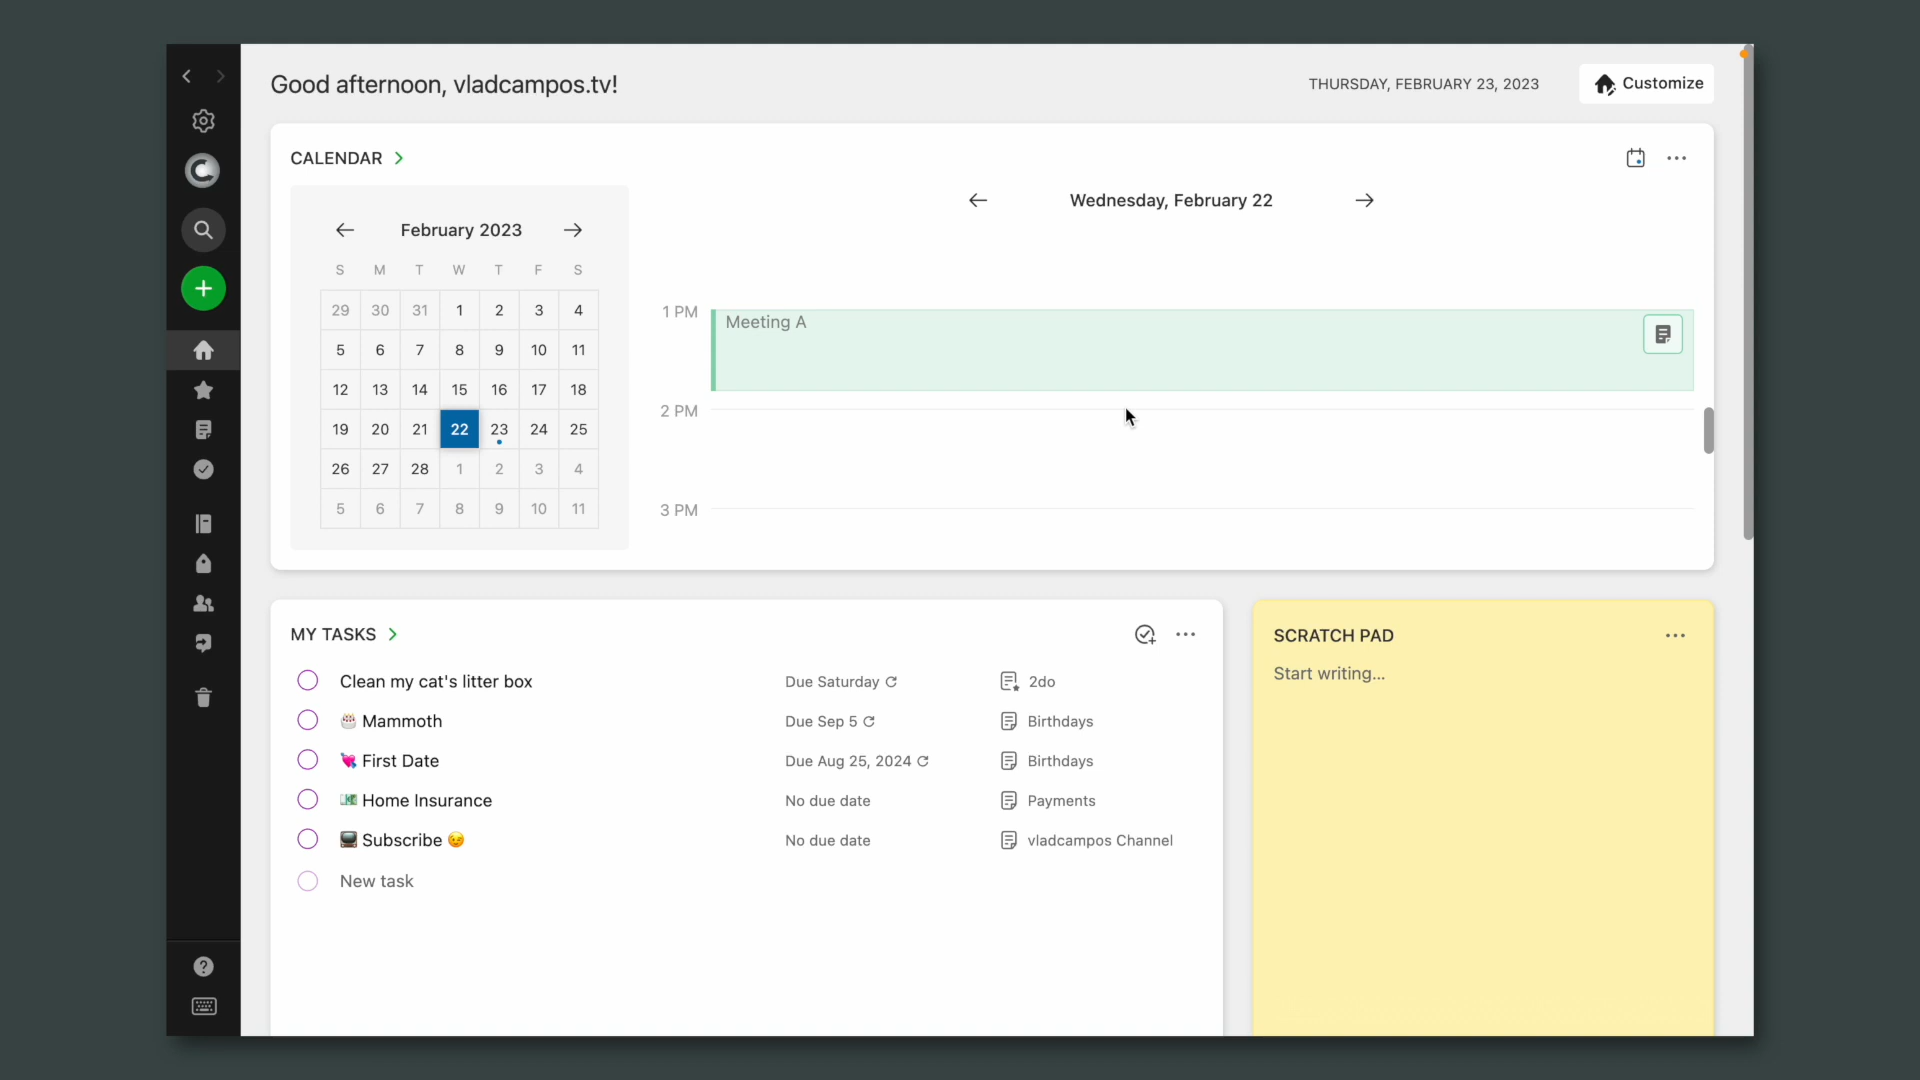 Good afternoon, vladcampos.tv!
THURSDAY, FEBRUARY 23, 2023
Customize
CALENDAR
February 2023
S M T W T F S
29 30 31 1 2 3 4
5 6 7 8 9 10 11
12 13 14 15 16 17 18
19 20 21 22 23 24 25
26 27 28 1 2 3 4
5 6 7 8 9 10 11
Wednesday, February 22
1 PM
Meeting A
2 PM
3 PM
MY TASKS
Clean my cat's litter box Due Saturday 2do
🎂 Mammoth Due Sep 5 Birthdays
💘 First Date Due Aug 25, 2024 Birthdays
💵 Home Insurance No due date Payments
📺 Subscribe 😉 No due date vladcampos Channel
New task
SCRATCH PAD
Start writing...